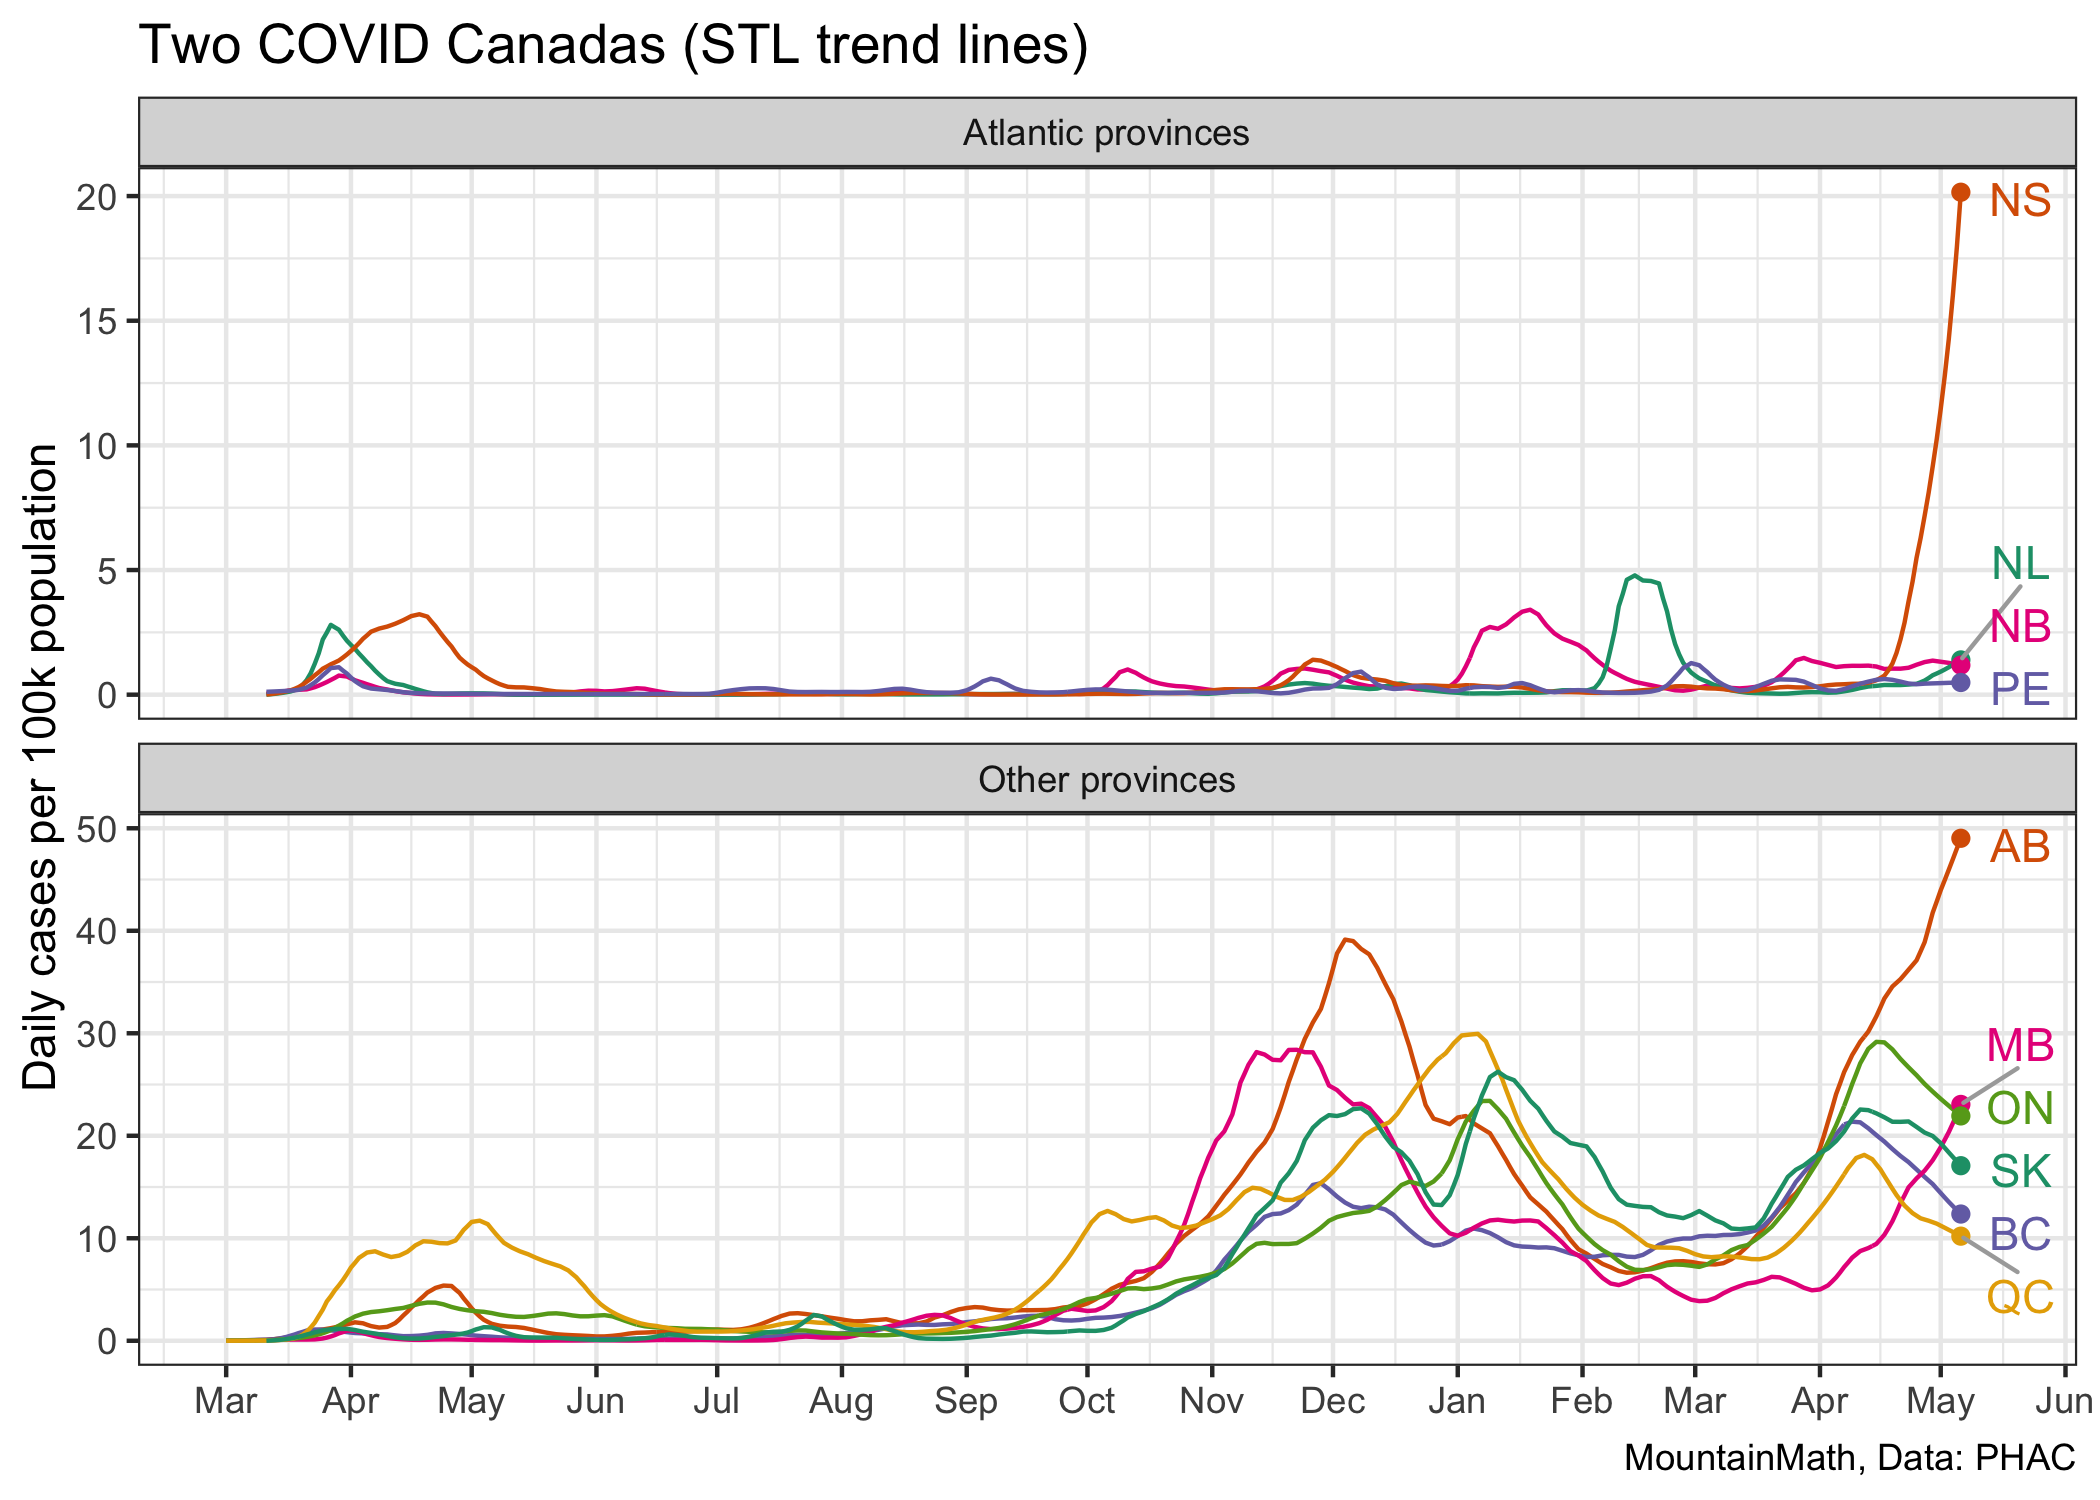 Two COVID Canadas (STL trend lines)
Atlantic provinces
Daily cases per 100k population
20
15
10
5
0
NS
NL
NB
PE
Other provinces
50
40
30
20
10
0
AB
MB
ON
SK
BC
QC
Mar Apr May Jun Jul Aug Sep Oct Nov Dec Jan Feb Mar Apr May Jun
MountainMath, Data: PHAC